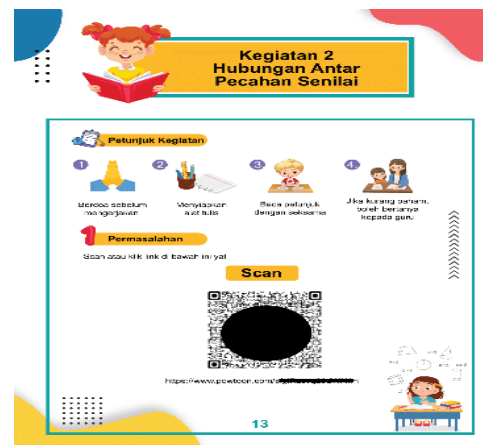 Kegiatan 2
Hubungan Antar
Pecahan Senilai
Petunjuk Kegiatan
1
Berdoa sebelum
mengerjakan
2
Menyiapkan
alat tulis
3
Baca petunjuk
dengan seksama
4
Jika kurang paham,
boleh bertanya
kepada guru
1 Permasalahan
Scan atau klik link di bawah ini ya!
Scan
https://www.powtoon.com/
13